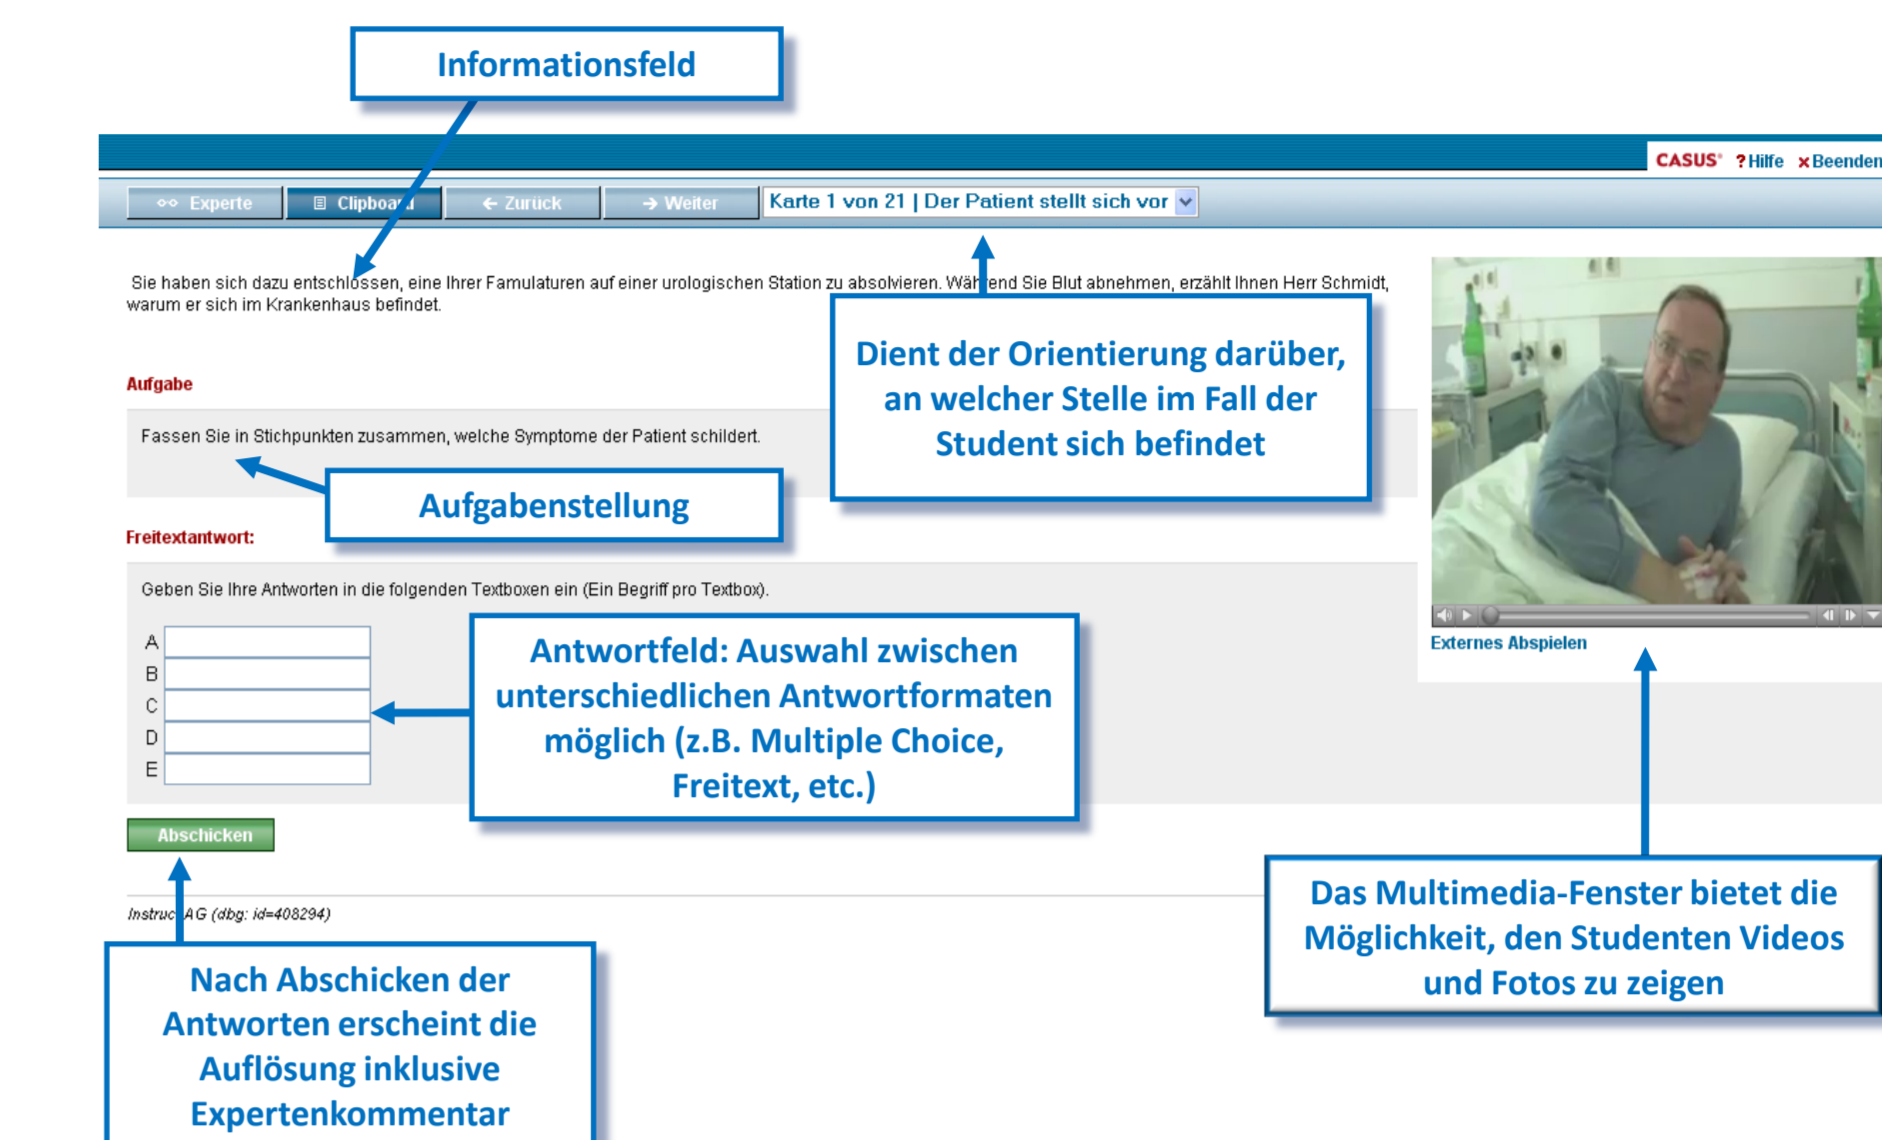 Informationsfeld
CASUS® ?Hilfe xBeenden
Experte Clipboard ← Zurück → Weiter Karte 1 von 21 | Der Patient stellt sich vor
Sie haben sich dazu entschlossen, eine Ihrer Famulaturen auf einer urologischen Station zu absolvieren. Während Sie Blut abnehmen, erzählt Ihnen Herr Schmidt,
warum er sich im Krankenhaus befindet.
Dient der Orientierung darüber,
an welcher Stelle im Fall der
Student sich befindet
Aufgabe
Fassen Sie in Stichpunkten zusammen, welche Symptome der Patient schildert.
Aufgabenstellung
Freitextantwort:
Geben Sie Ihre Antworten in die folgenden Textboxen ein (Ein Begriff pro Textbox).
A
B
C
D
E
Antwortfeld: Auswahl zwischen
unterschiedlichen Antwortformaten
möglich (z.B. Multiple Choice,
Freitext, etc.)
Externes Abspielen
Abschicken
Das Multimedia-Fenster bietet die
Möglichkeit, den Studenten Videos
und Fotos zu zeigen
AG (dbg: id=408294)
Nach Abschicken der
Antworten erscheint die
Auflösung inklusive
Expertenkommentar